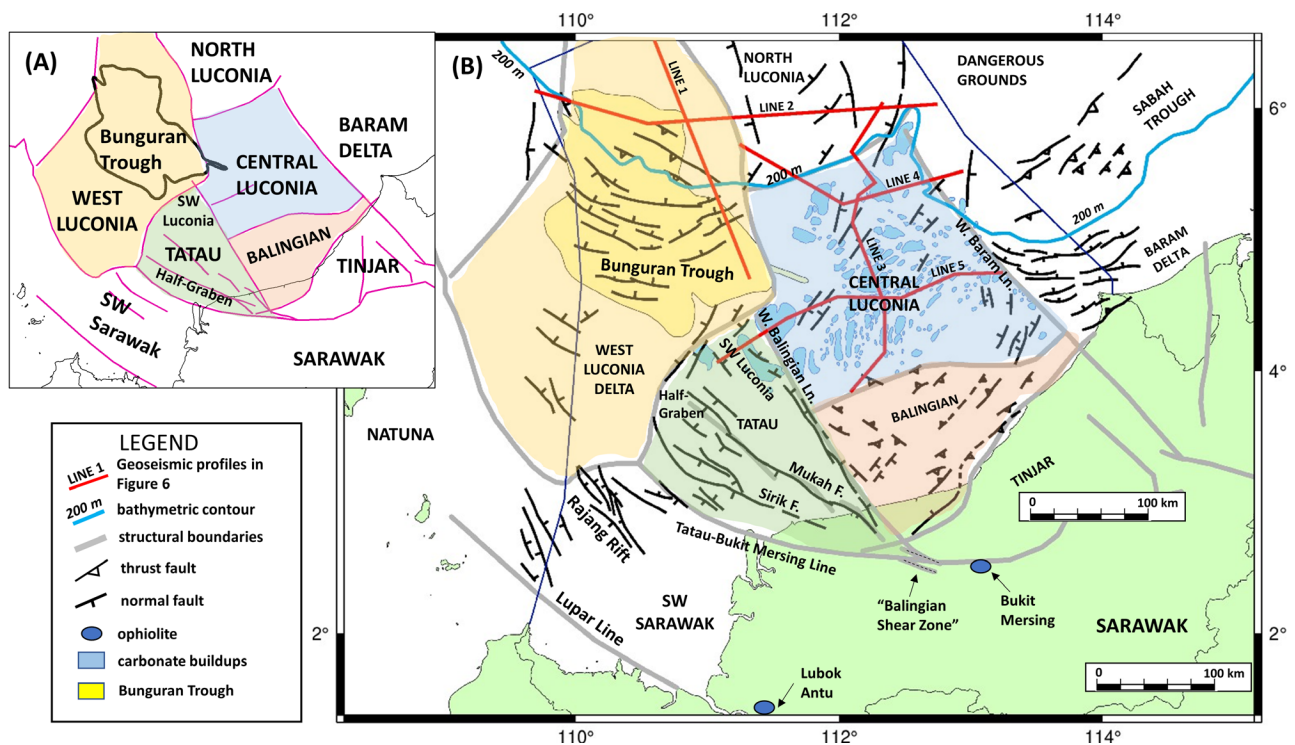 (A)
NORTH
LUCONIA
Bunguran
Trough
WEST
LUCONIA
CENTRAL
LUCONIA
BARAM
DELTA
SW
Luconia
TATAU
BALINGIAN
TINJAR
Half-Graben
SW
Sarawak
SARAWAK
LEGEND
LINE 1
Geoseismic profiles in
Figure 6
200 m
bathymetric contour
structural boundaries
thrust fault
normal fault
ophiolite
carbonate buildups
Bunguran Trough
110°
112°
114°
(B)
200 m
LINE 1
NORTH
LUCONIA
DANGEROUS
GROUNDS
SABAH
TROUGH
LINE 2
6°
200 m
LINE 4
200 m
W. Baram Ln.
BARAM
DELTA
Bunguran Trough
LINE 3
LINE 5
CENTRAL
LUCONIA
W. Balingian Ln.
WEST
LUCONIA
DELTA
SW
Luconia
4°
Half-
Graben
TATAU
BALINGIAN
NATUNA
Mukah F.
Sirik F.
TINJAR
0
100 km
Rajang Rift
Tatau-Bukit Mersing Line
Lupar Line
SW
SARAWAK
"Balingian
Shear Zone"
Bukit
Mersing
SARAWAK
2°
2°
Lubok
Antu
0
100 km
110°
112°
114°